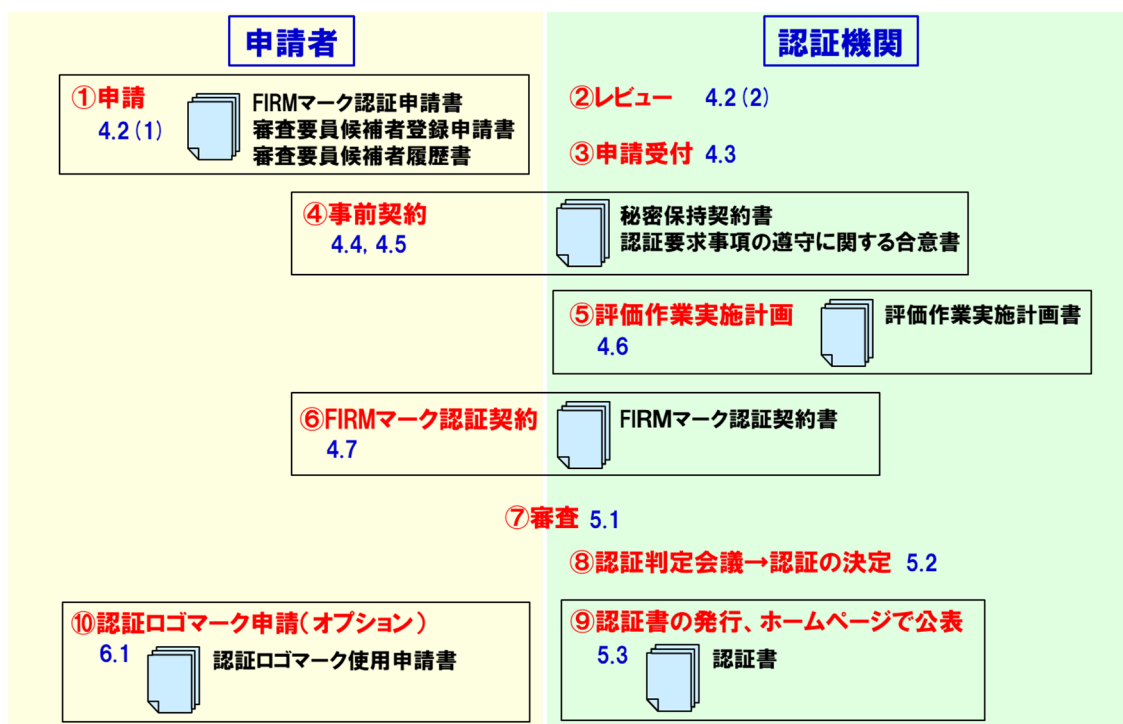 申請者
認証機関
①申請
4.2(1)
FIRMマーク認証申請書
審査要員候補者登録申請書
審査要員候補者履歴書
②レビュー 4.2(2)
③申請受付 4.3
④事前契約
4.4, 4.5
秘密保持契約書
認証要求事項の遵守に関する合意書
⑤評価作業実施計画
4.6
評価作業実施計画書
⑥FIRMマーク認証契約
4.7
FIRMマーク認証契約書
⑦審査 5.1
⑧認証判定会議→認証の決定 5.2
⑨認証書の発行、ホームページで公表
5.3
認証書
⑩認証ロゴマーク申請(オプション)
6.1
認証ロゴマーク使用申請書